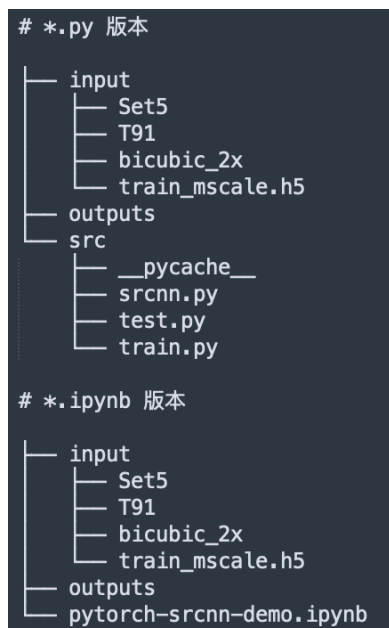 # *.py 版本
├── input
│   ├── Set5
│   ├── T91
│   ├── bicubic_2x
│   └── train_mscale.h5
├── outputs
└── src
    ├── __pycache__
    ├── srcnn.py
    ├── test.py
    └── train.py
# *.ipynb 版本
├── input
│   ├── Set5
│   ├── T91
│   ├── bicubic_2x
│   └── train_mscale.h5
├── outputs
└── pytorch-srcnn-demo.ipynb